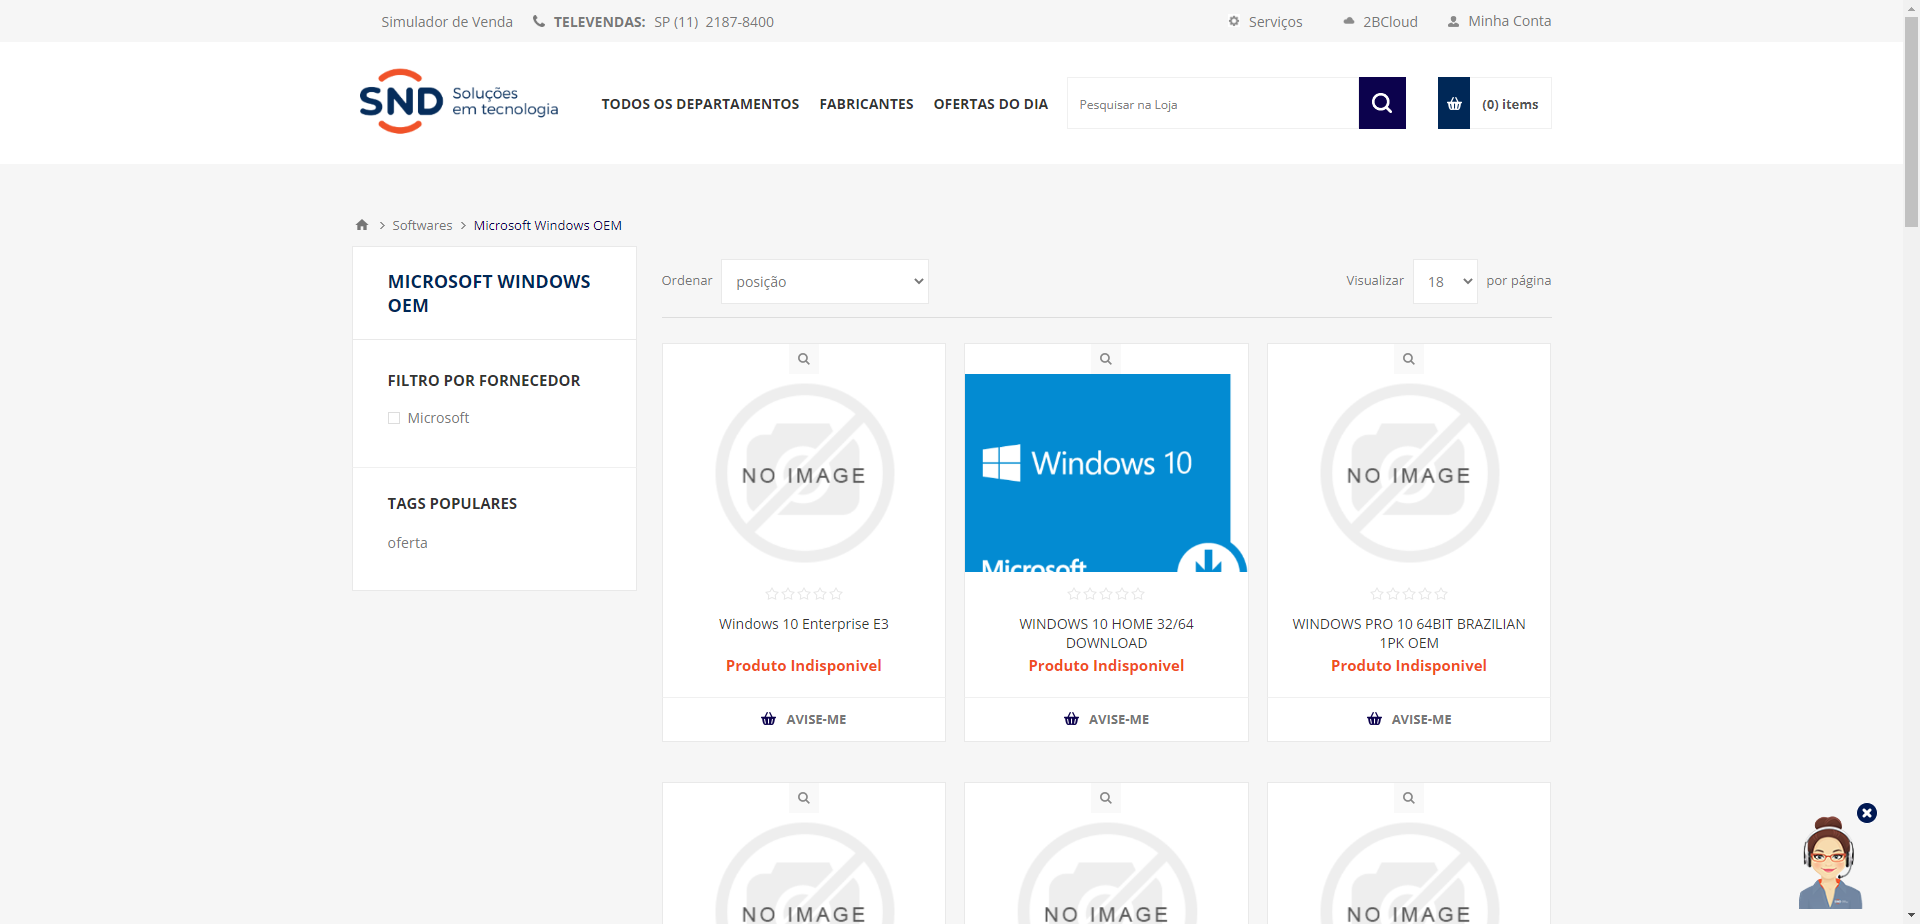 Simulador de Venda
TELEVENDAS: SP (11) 2187-8400
Serviços
2BCloud
Minha Conta
SND Soluções
em tecnologia
TODOS OS DEPARTAMENTOS
FABRICANTES
OFERTAS DO DIA
Pesquisar na Loja
(0) items
Softwares
Microsoft Windows OEM
MICROSOFT WINDOWS
OEM
FILTRO POR FORNECEDOR
Microsoft
TAGS POPULARES
oferta
Ordenar
posição
Visualizar
18
por página
NO IMAGE
Windows 10 Enterprise E3
Produto Indisponivel
AVISE-ME
Windows 10
Microsoft
WINDOWS 10 HOME 32/64
DOWNLOAD
Produto Indisponivel
AVISE-ME
NO IMAGE
WINDOWS PRO 10 64BIT BRAZILIAN
1PK OEM
Produto Indisponivel
AVISE-ME
NO IMAGE
NO IMAGE
NO IMAGE